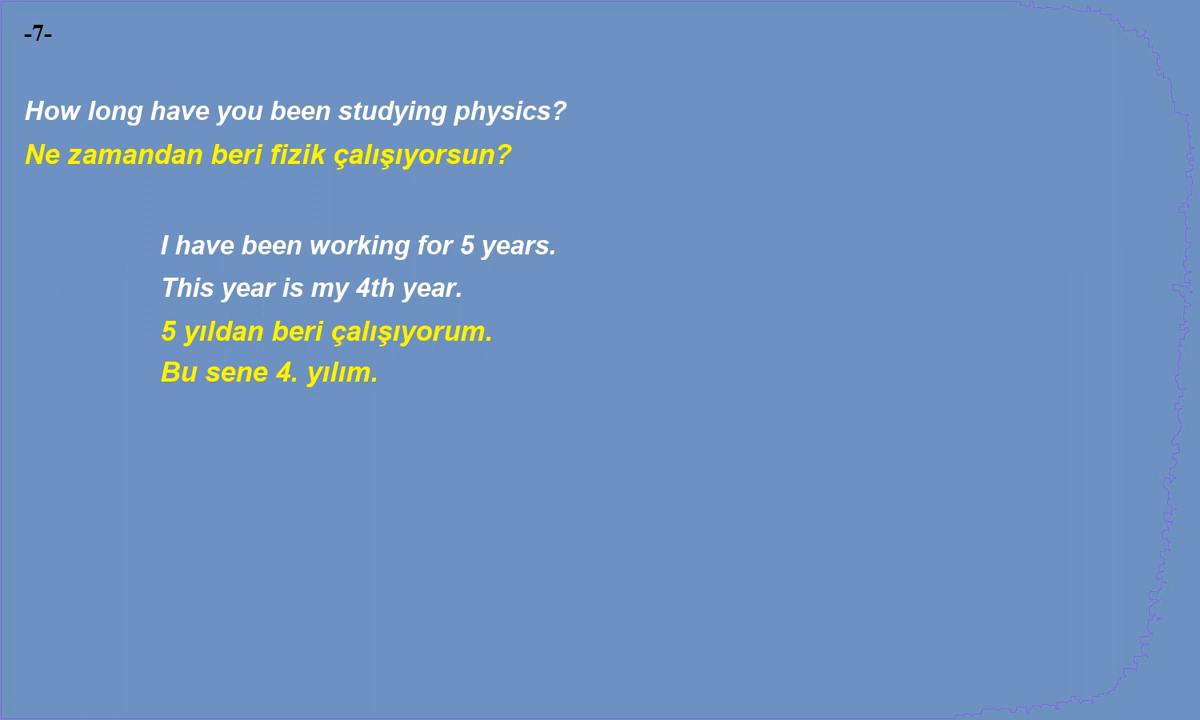 -7-
How long have you been studying physics?
Ne zamandan beri fizik çalışıyorsun?
I have been working for 5 years.
This year is my 4th year.
5 yıldan beri çalışıyorum.
Bu sene 4. yılım.